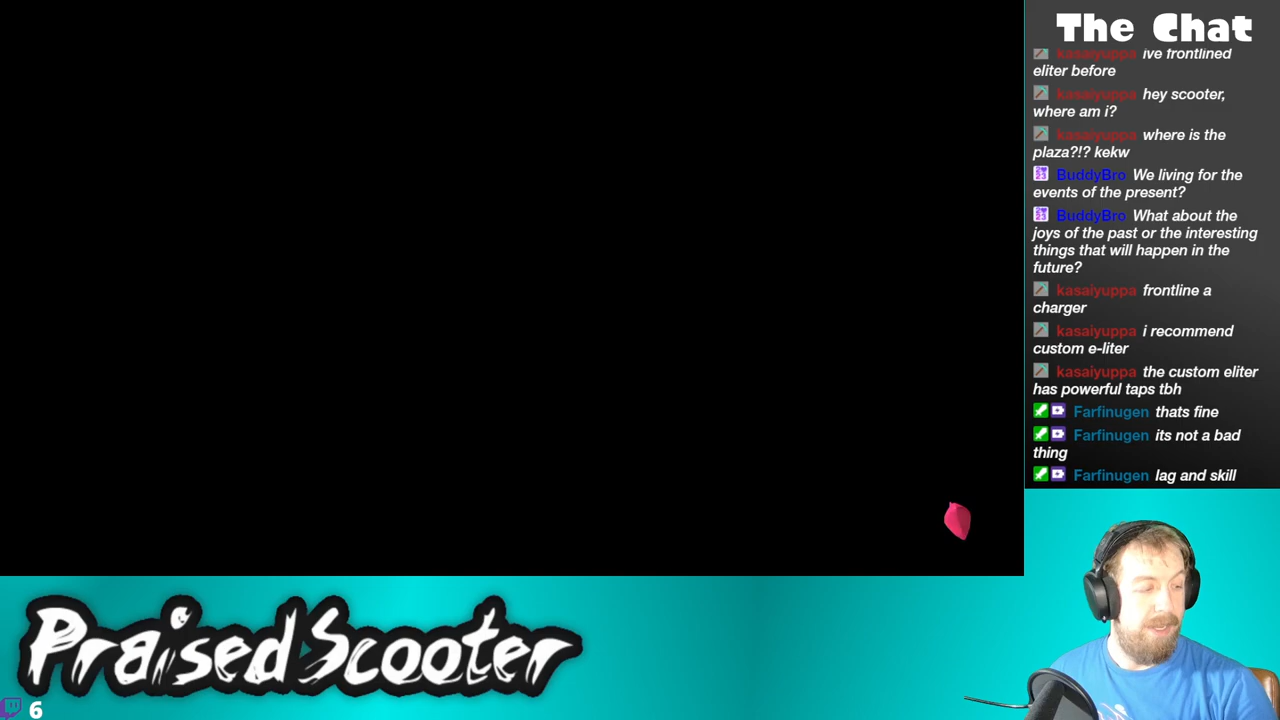 The Chat
kasaiyuppa ive frontlined
eliter before
kasaiyuppa hey scooter,
where am i?
kasaiyuppa where is the
plaza?!? kekw
BuddyBro We living for the
events of the present?
BuddyBro What about the
joys of the past or the interesting
things that will happen in the
future?
kasaiyuppa frontline a
charger
kasaiyuppa i recommend
custom e-liter
kasaiyuppa the custom eliter
has powerful taps tbh
Farfinugen thats fine
Farfinugen its not a bad
thing
Farfinugen lag and skill
Praised Scooter
6